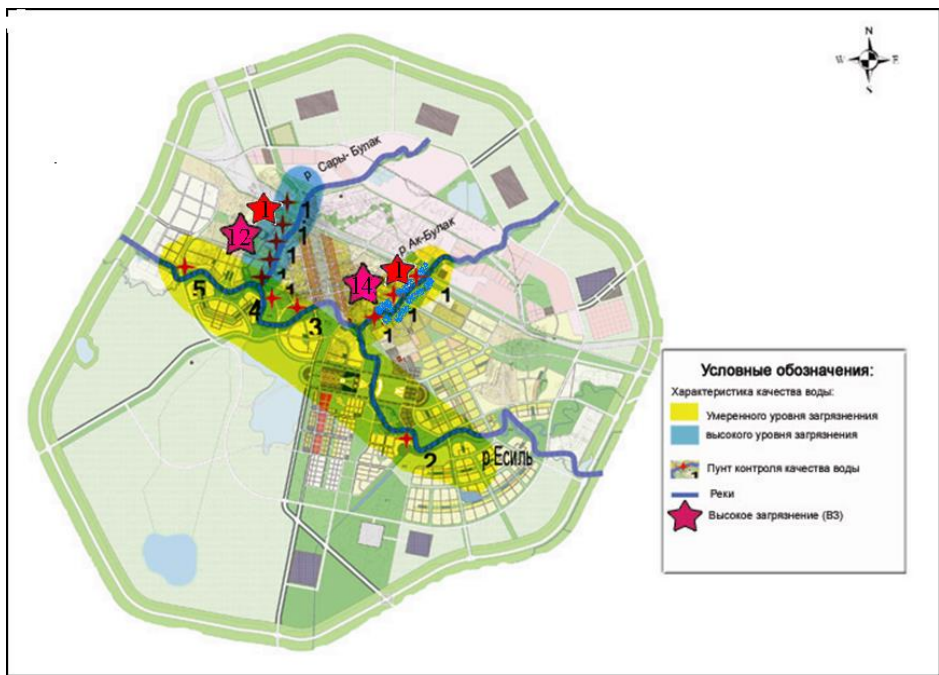 N
W
E
S
р. Сары- Булак
1
12
1
1
1
1
1
р Ак-Булак
14
1
1
1
1
5
4
3
2
р Есиль
Условные обозначения:
Характеристика качества воды:
Умеренного уровня загрязненния
высокого уровня загрязнения
Пунт контроля качества воды
Реки
Высокое загрязнение (ВЗ)